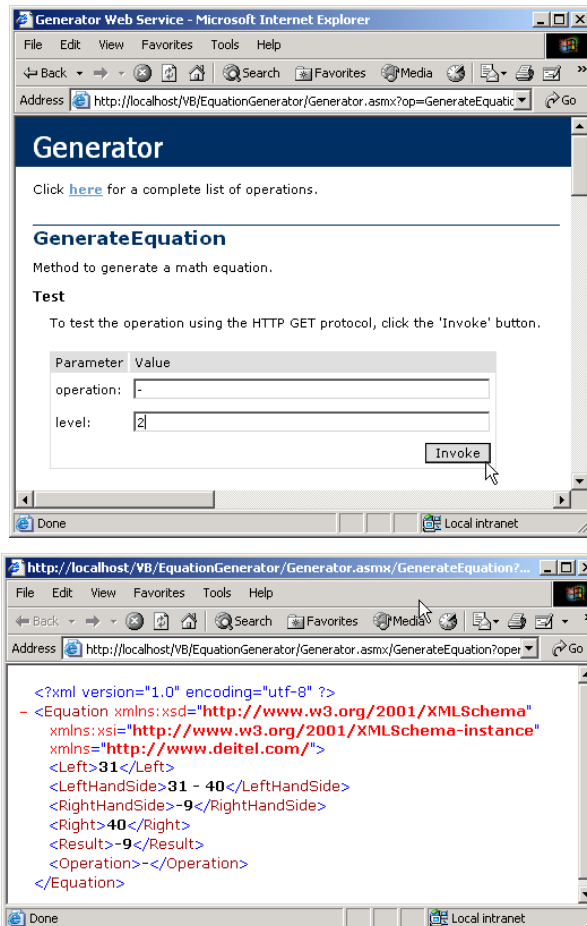 Generator Web Service - Microsoft Internet Explorer
File Edit View Favorites Tools Help
Back Search Favorites Media »
Address http://localhost/VB/EquationGenerator/Generator.asmx?op=GenerateEquatic Go
Generator
Click here for a complete list of operations.
GenerateEquation
Method to generate a math equation.
Test
To test the operation using the HTTP GET protocol, click the 'Invoke' button.
Parameter Value
operation: -
level: 2
Invoke
Done Local intranet
http://localhost/VB/EquationGenerator/Generator.asmx/GenerateEquation?...
File Edit View Favorites Tools Help
Back Search Favorites Media
Address http://localhost/VB/EquationGenerator/Generator.asmx/GenerateEquation?oper Go
<?xml version="1.0" encoding="utf-8" ?>
- <Equation xmlns:xsd="http://www.w3.org/2001/XMLSchema"
xmlns:xsi="http://www.w3.org/2001/XMLSchema-instance"
xmlns="http://www.deitel.com/">
<Left>31</Left>
<LeftHandSide>31 - 40</LeftHandSide>
<RightHandSide>-9</RightHandSide>
<Right>40</Right>
<Result>-9</Result>
<Operation>-</Operation>
</Equation>
Done Local intranet